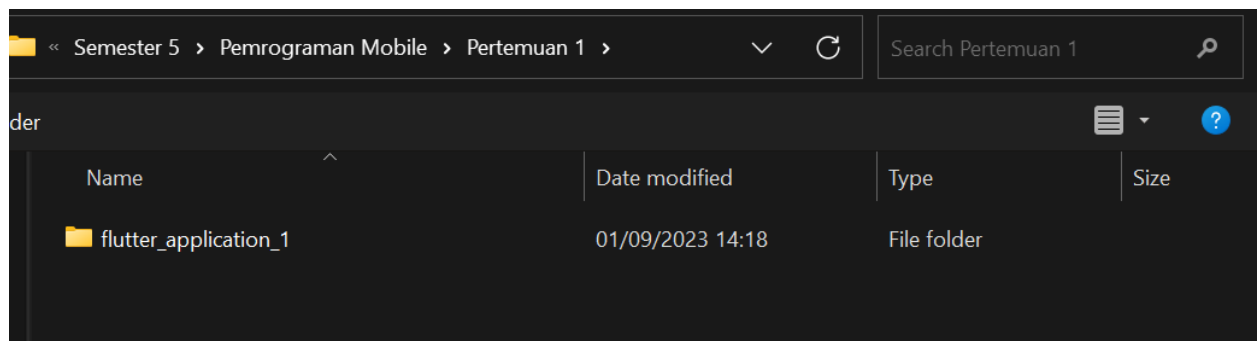 « Semester 5 > Pemrograman Mobile > Pertemuan 1 > Search Pertemuan 1
der ?
Name Date modified Type Size
flutter_application_1 01/09/2023 14:18 File folder